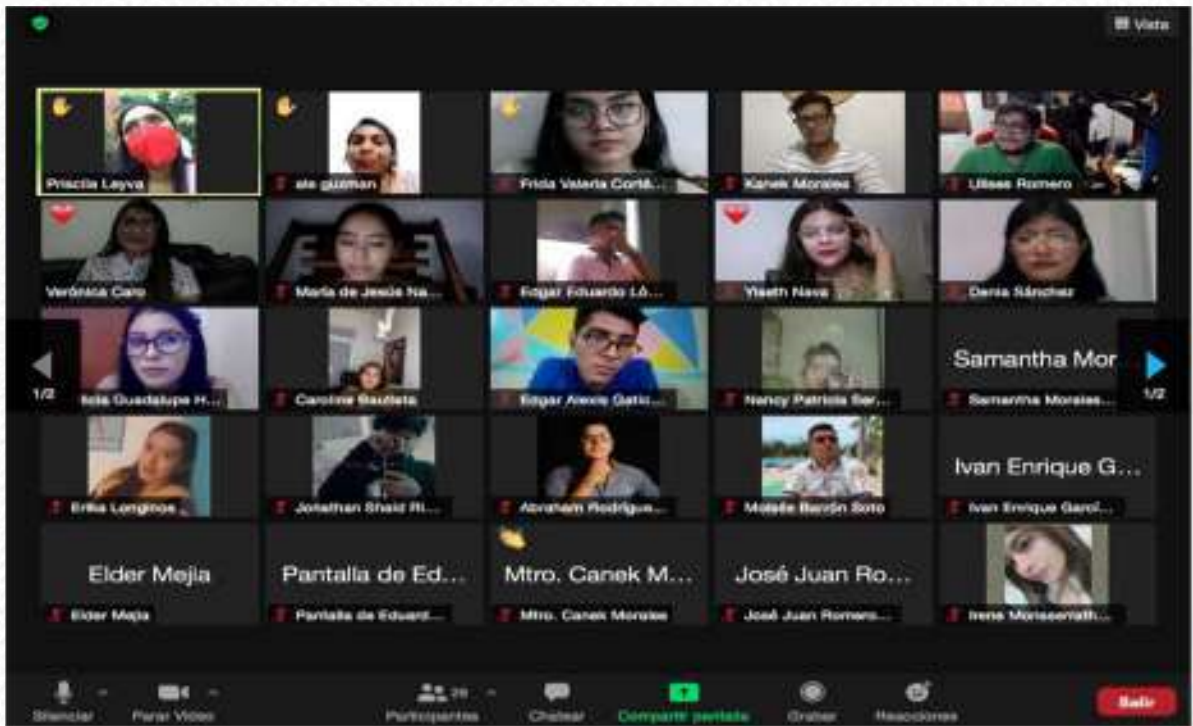 Vista
Priscila Leyva
ale guzman
Frida Valeria Corté...
Kanek Morales
Ulises Romero
Verónica Caro
María de Jesús Na...
Edgar Eduardo Ló...
Yiseth Nava
Denia Sánchez
Guadalupe H...
Caroline Bautista
Edgar Alexis
Nancy Patricia Ser...
Samantha Mor
Samantha Morales...
1/2
1/2
Erika Longinos
Jonathan Shaid Ri...
Abraham Rodrígue...
Moisés Barrón Soto
Ivan Enrique G...
Ivan Enrique Garcí...
Elder Mejia
Elder Mejia
Pantalla de Ed...
Pantalla de Eduard...
Mtro. Canek M...
Mtro. Canek Morales
José Juan Ro...
José Juan Romero...
Irene Monserrath...
Silenciar
Parar Video
Participantes
Chatear
Compartir pantalla
Grabar
Reacciones
Salir